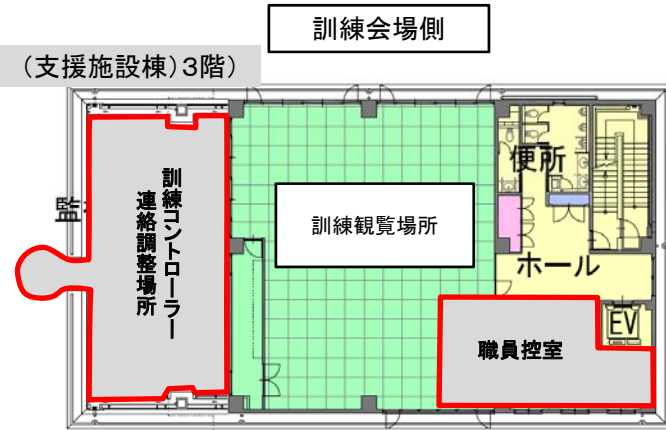 訓練会場側
（支援施設棟）3階）
便所
監
訓練コントローラー
連絡調整場所
訓練観覧場所
ホール
EV
職員控室